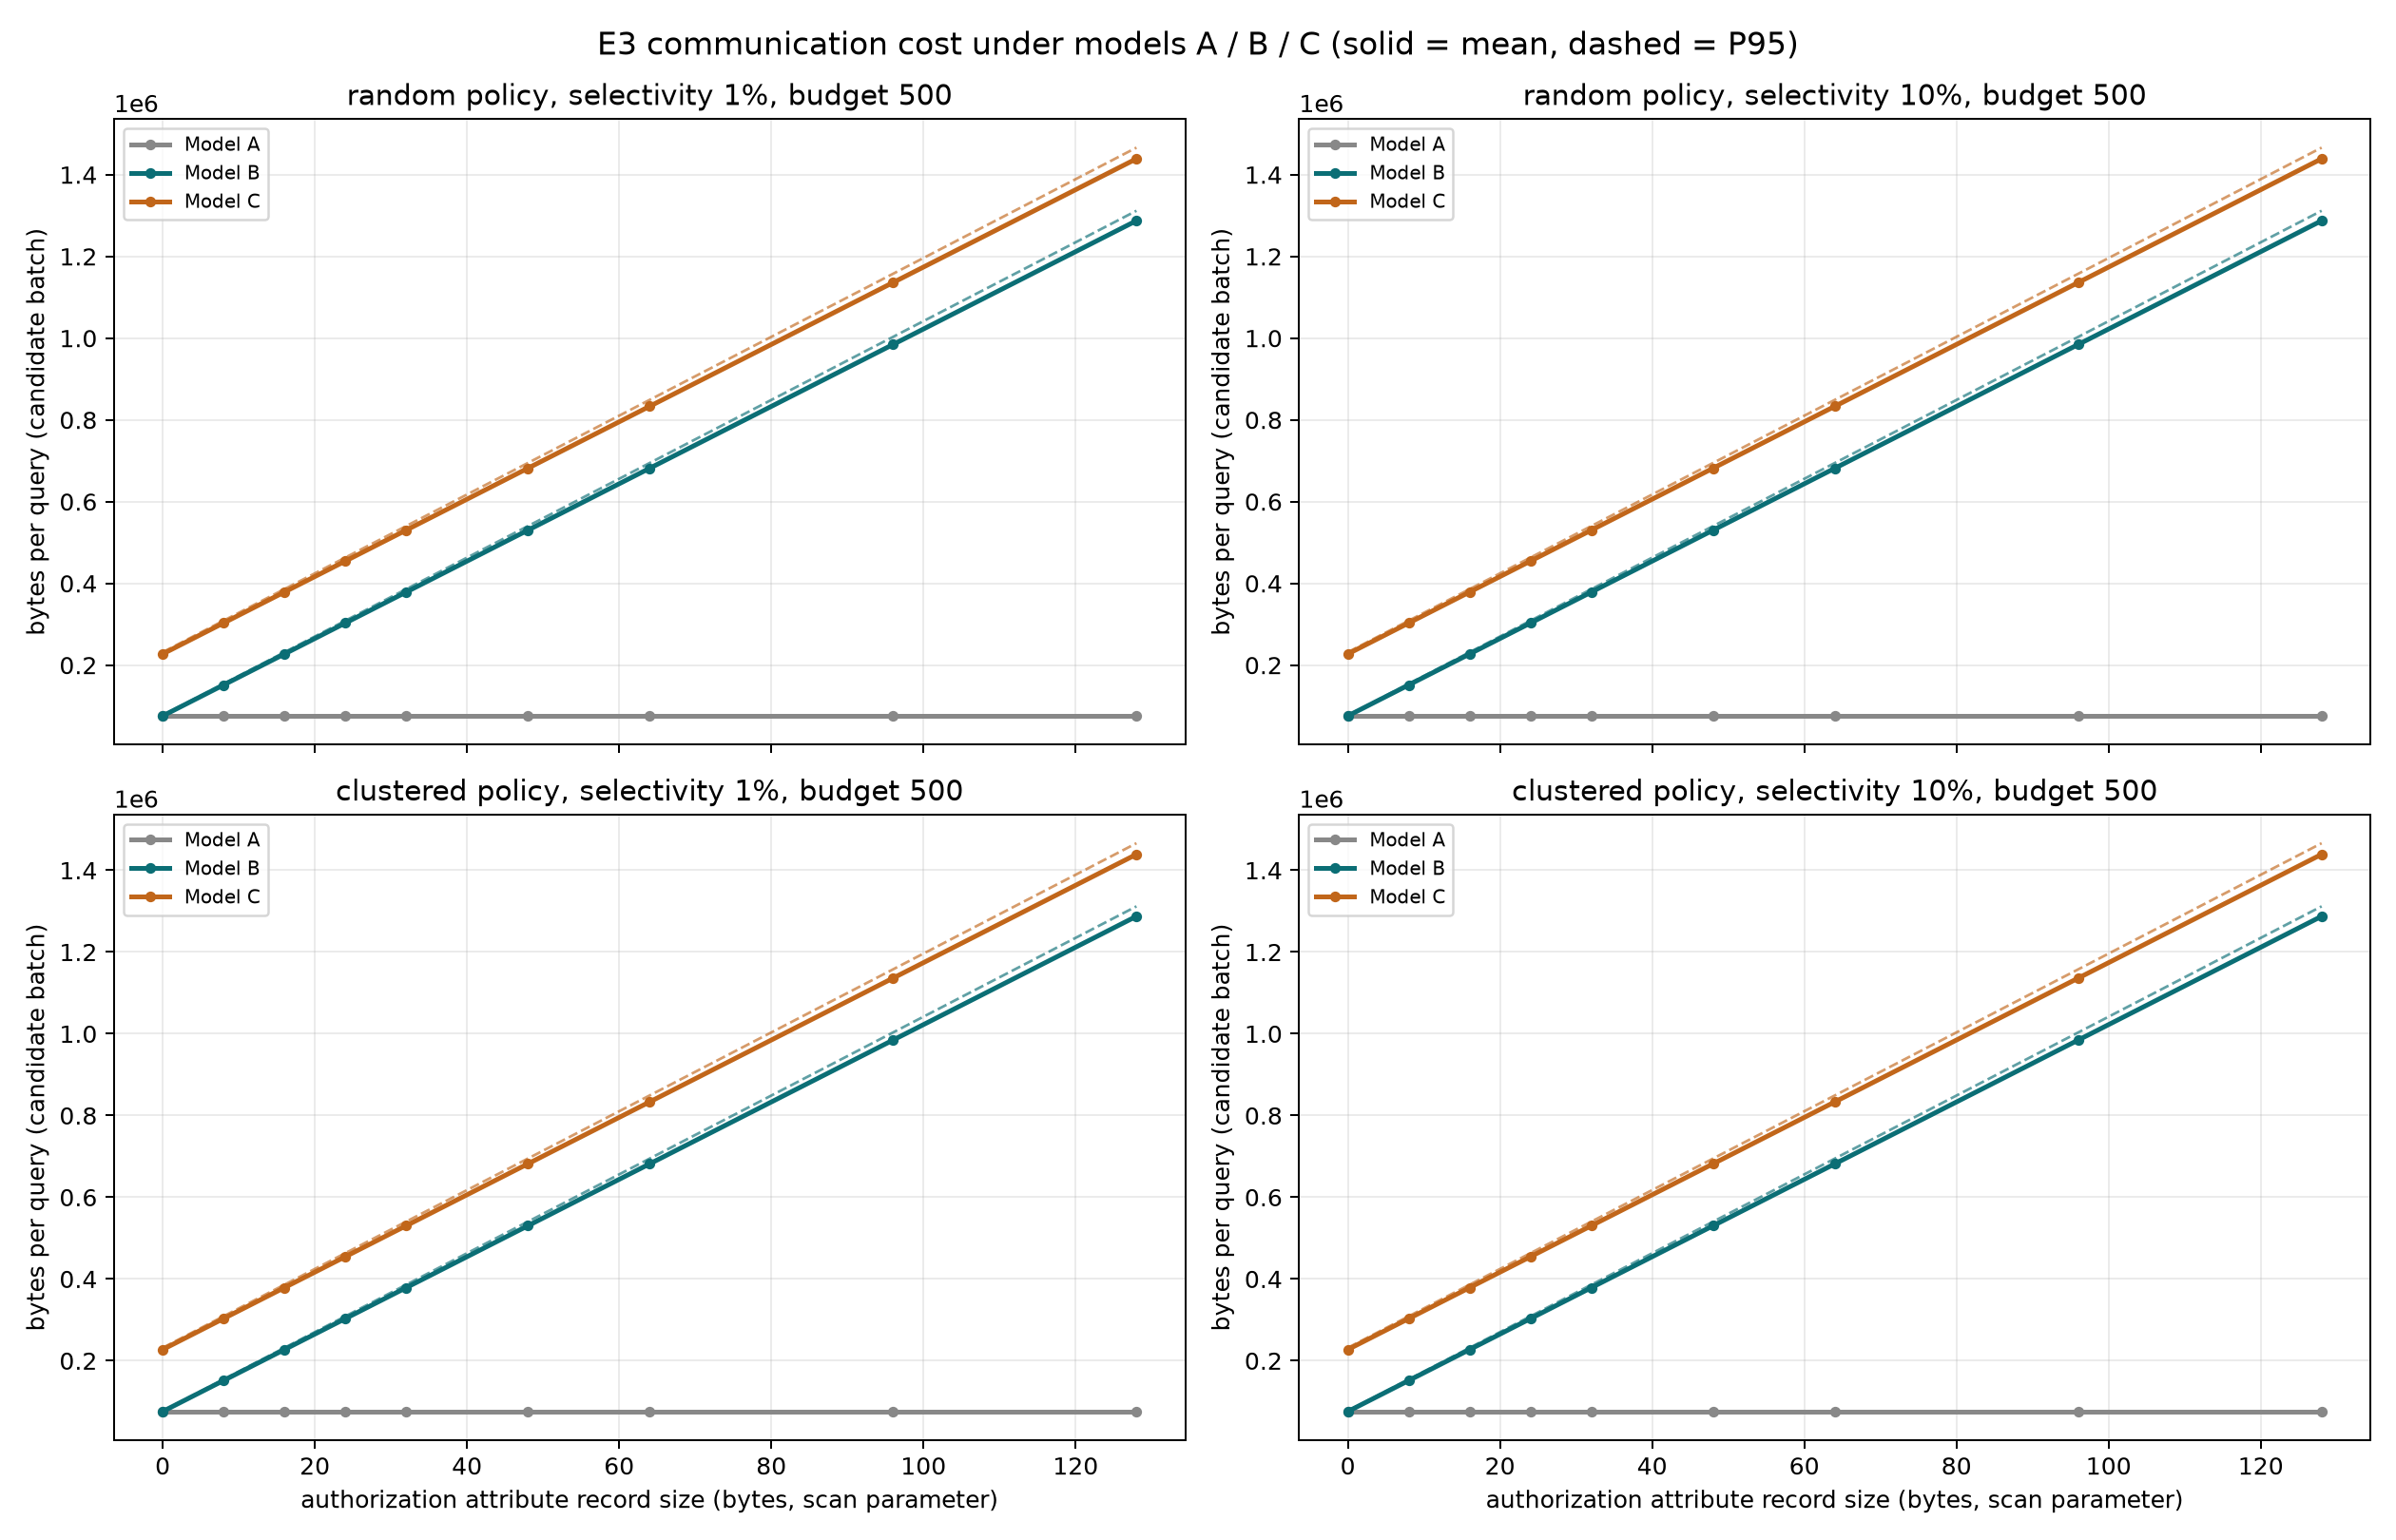 E3 communication cost under models A / B / C (solid = mean, dashed = P95)
random policy, selectivity 1%, budget 500
1e6
Model A
Model B
Model C
1.4
1.2
1.0
0.8
0.6
0.4
0.2
bytes per query (candidate batch)
random policy, selectivity 10%, budget 500
1e6
Model A
Model B
Model C
1.4
1.2
1.0
0.8
0.6
0.4
0.2
bytes per query (candidate batch)
clustered policy, selectivity 1%, budget 500
1e6
Model A
Model B
Model C
1.4
1.2
1.0
0.8
0.6
0.4
0.2
bytes per query (candidate batch)
0 20 40 60 80 100 120
authorization attribute record size (bytes, scan parameter)
clustered policy, selectivity 10%, budget 500
1e6
Model A
Model B
Model C
1.4
1.2
1.0
0.8
0.6
0.4
0.2
bytes per query (candidate batch)
0 20 40 60 80 100 120
authorization attribute record size (bytes, scan parameter)